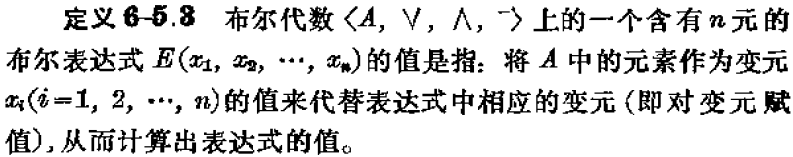 定义 6-5.3 布尔代数〈A, ∨, ∧, ¯〉上的一个含有 n 元的
布尔表达式 E(x₁, x₂, ⋯, xₙ)的值是指：将 A 中的元素作为变元
xᵢ(i=1, 2, ⋯, n)的值来代替表达式中相应的变元(即对变元赋
值)，从而计算出表达式的值。